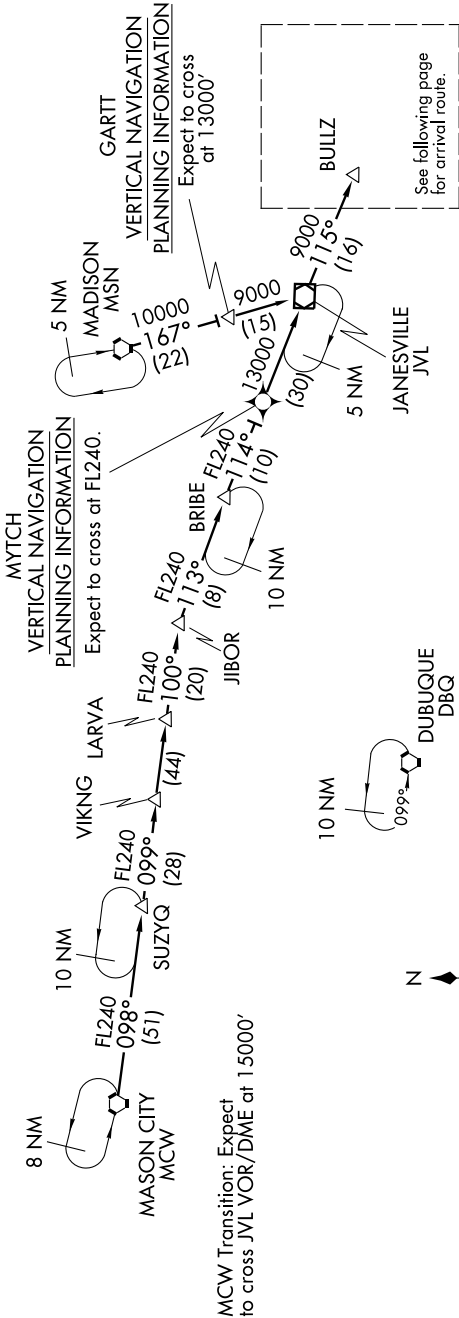 8 NM
MASON CITY
MCW
FL240
098°
(51)
10 NM
SUZYQ
FL240
099°
(28)
VIKNG
(44)
LARVA
FL240
100°
(20)
JIBOR
FL240
113°
(8)
BRIBE
10 NM
FL240
114°
(10)
MYTCH
VERTICAL NAVIGATION
PLANNING INFORMATION
Expect to cross at FL240.
13000
(30)
5 NM
MADISON
MSN
10000
167°
(22)
GARTT
VERTICAL NAVIGATION
PLANNING INFORMATION
Expect to cross
at 13000'
9000
(15)
5 NM
JANESVILLE
JVL
9000
115°
(16)
BULLZ
See following page
for arrival route.
10 NM
099°
DUBUQUE
DBQ
N
MCW Transition: Expect
to cross JVL VOR/DME at 15000'